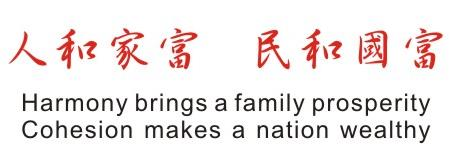 人和家富 民和國富
Harmony brings a family prosperity
Cohesion makes a nation wealthy